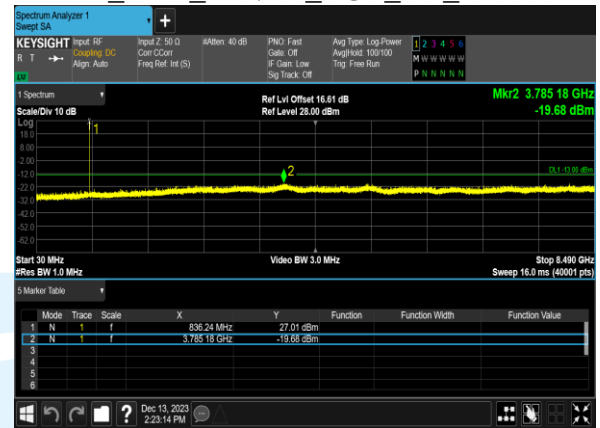 Spectrum Analyzer 1
Swept SA
+
KEYSIGHT Input: RF Input Z: 50 Ω #Atten: 40 dB PNO: Fast Avg Type: Log-Power 1 2 3 4 5 6
R T Coupling: DC Corr CCorr Gate: Off Avg|Hold: 100/100 M W W W W W
Align: Auto Freq Ref: Int (S) IF Gain: Low Trig: Free Run
Sig Track: Off P N N N N N
1 Spectrum
Ref Lvl Offset 16.61 dB Mkr2 3.785 18 GHz
Scale/Div 10 dB Ref Level 28.00 dBm -19.68 dBm
Log
1
18.0
8.00
-2.00
2
-12.0 DL1 -13.00 dBm
-22.0
-32.0
-42.0
-52.0
-62.0
Start 30 MHz Video BW 3.0 MHz Stop 8.490 GHz
#Res BW 1.0 MHz Sweep 16.0 ms (40001 pts)
5 Marker Table
Mode Trace Scale X Y Function Function Width Function Value
1 N 1 f 836.24 MHz 27.01 dBm
2 N 1 f 3.785 18 GHz -19.68 dBm
3
4
5
6
? Dec 13, 2023
2:23:14 PM